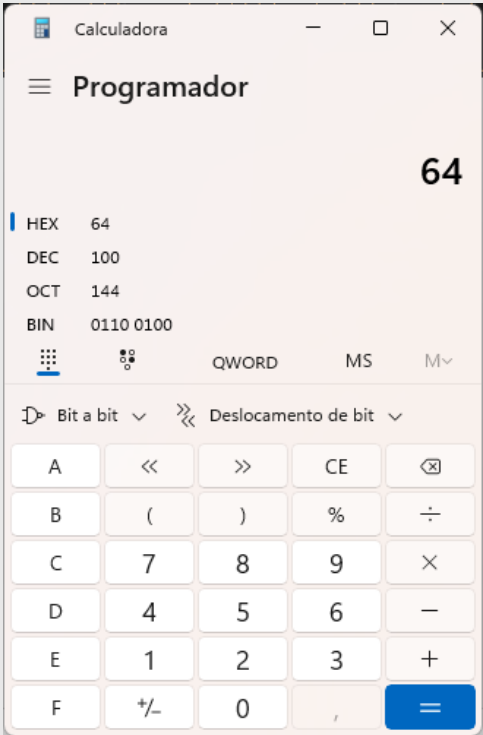 Calculadora
Programador
64
HEX 64
DEC 100
OCT 144
BIN 0110 0100
QWORD MS M
Bit a bit Deslocamento de bit
A << >> CE
B ( ) % ÷
C 7 8 9 ×
D 4 5 6 −
E 1 2 3 +
F +/− 0 , =